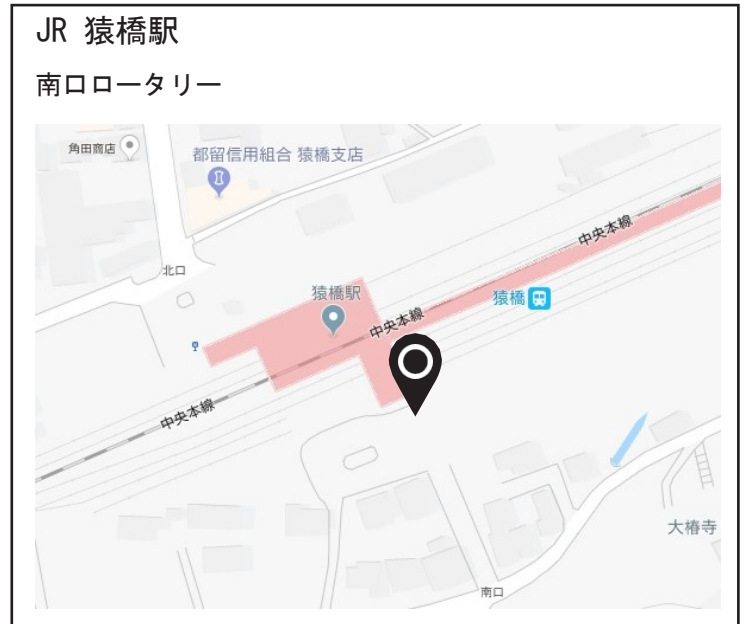 JR 猿橋駅
南口ロータリー
角田商店
都留信用組合 猿橋支店
中央本線
北口
猿橋駅
猿橋
中央本線
中央本線
大椿寺
南口